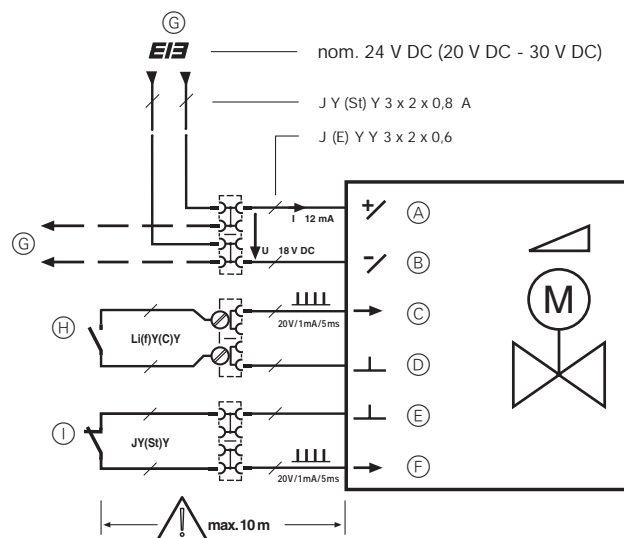 G
EIB
nom. 24 V DC (20 V DC - 30 V DC)
J Y (St) Y 3 x 2 x 0,8 A
J (E) Y Y 3 x 2 x 0,6
I 12 mA
+
A
G
U 18 V DC
-
B
M
H
Li(f)Y(C)Y
20V/1mA/5ms
C
D
I
JY(St)Y
E
20V/1mA/5ms
F
! max. 10 m